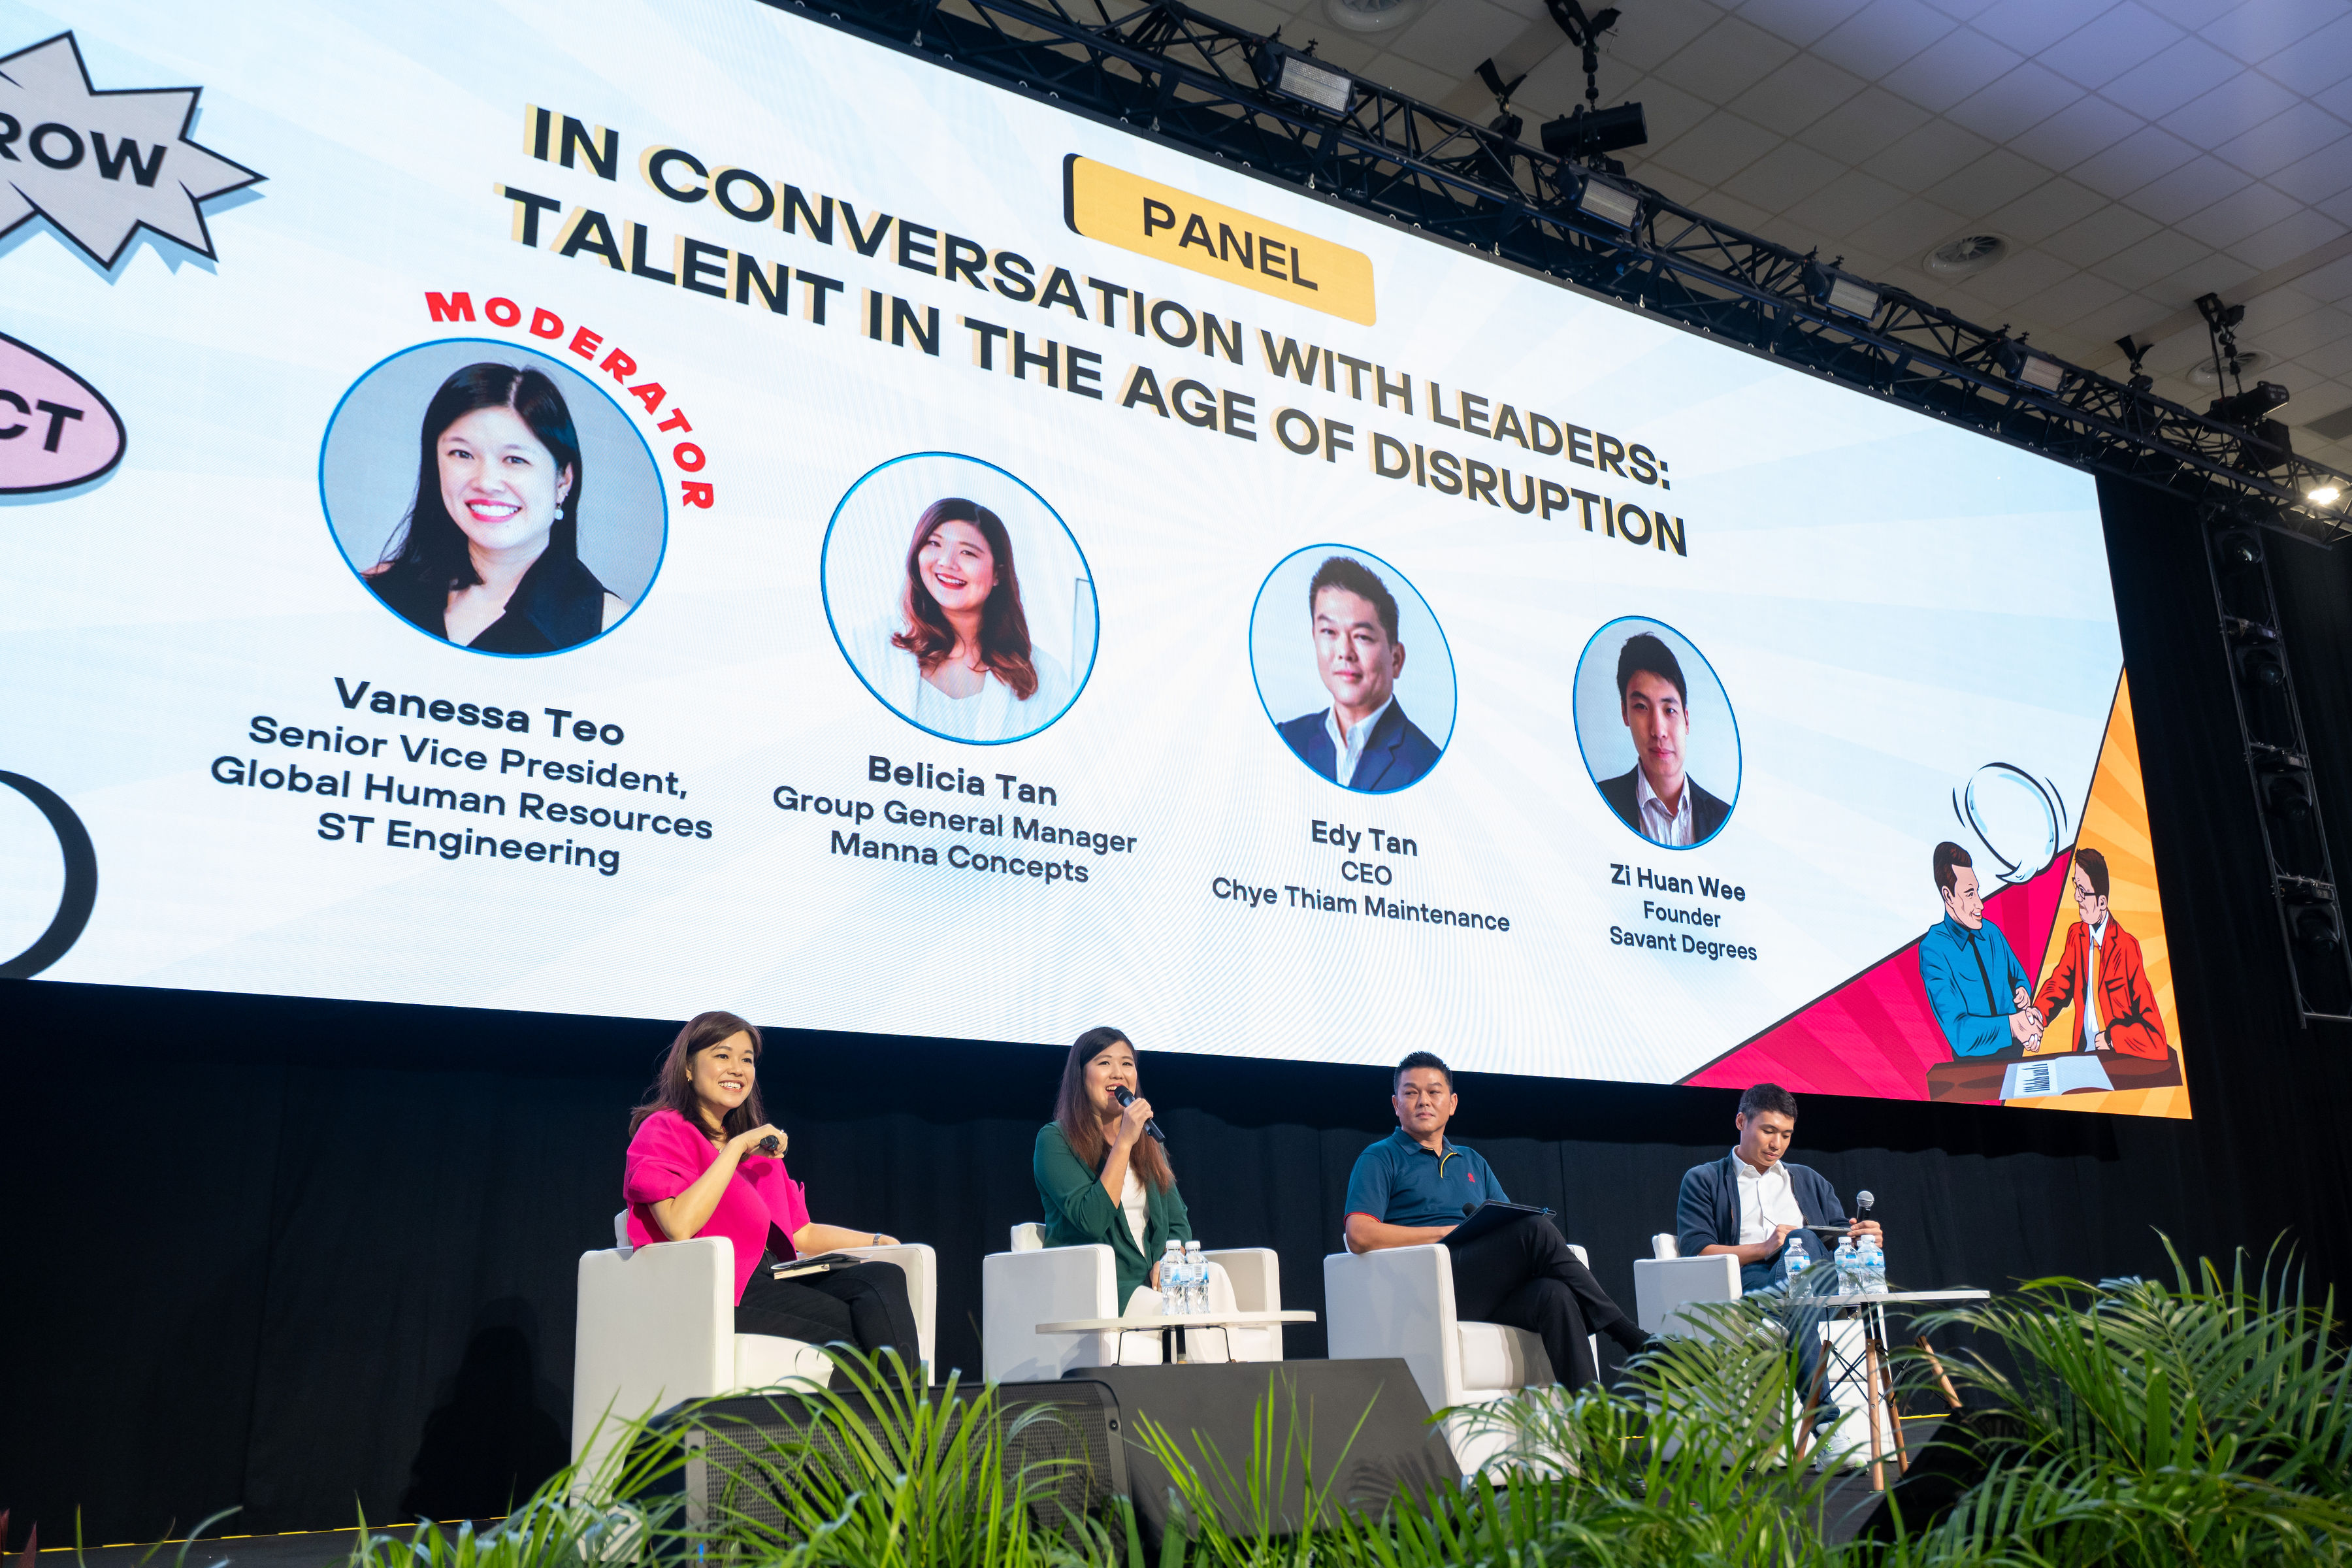 ROW
CT
PANEL
IN CONVERSATION WITH LEADERS:
TALENT IN THE AGE OF DISRUPTION
MODERATOR
Vanessa Teo
Senior Vice President,
Global Human Resources
ST Engineering
Belicia Tan
Group General Manager
Manna Concepts
Edy Tan
CEO
Chye Thiam Maintenance
Zi Huan Wee
Founder
Savant Degrees